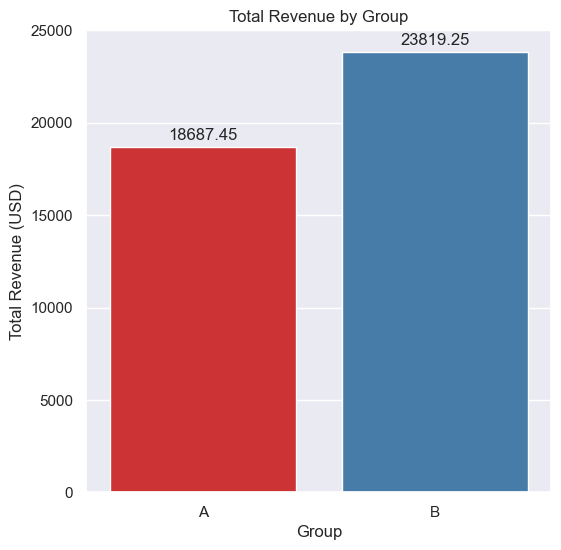 Total Revenue by Group
25000
23819.25
20000
18687.45
15000
10000
5000
0
Total Revenue (USD)
A
B
Group